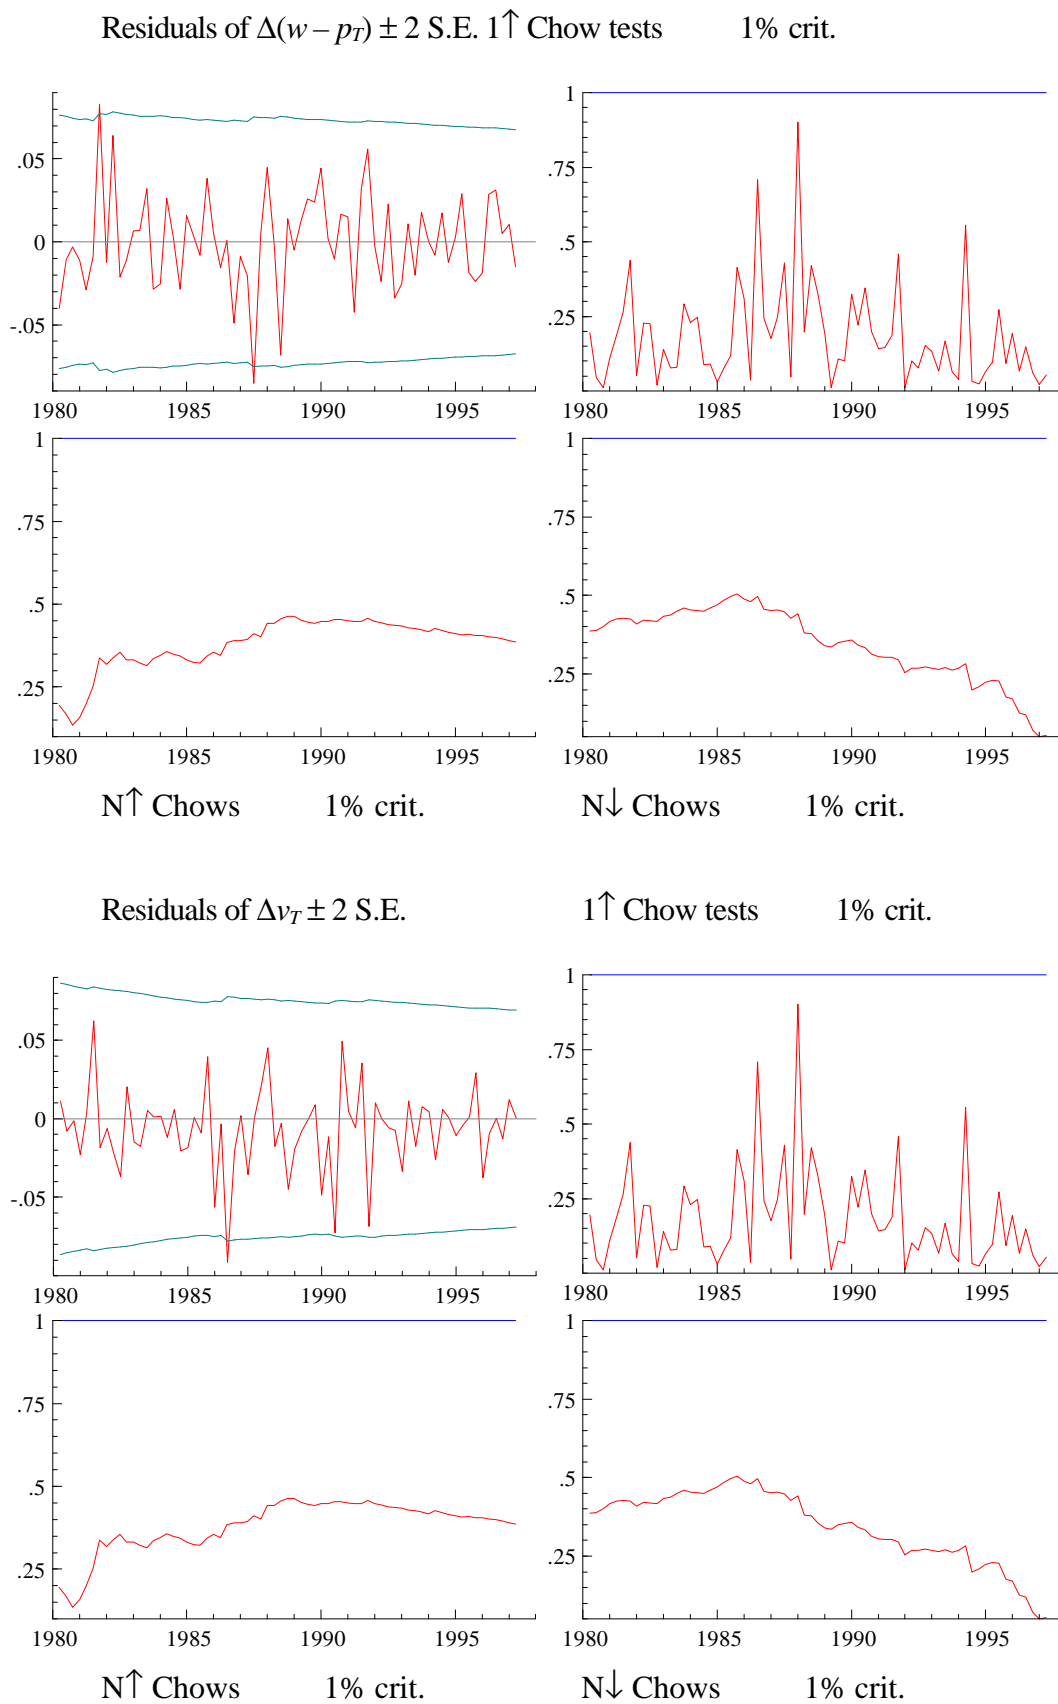 Residuals of Δ(w – p_T) ± 2 S.E. 1↑ Chow tests 1% crit.
.05
0
-.05
1980 1985 1990 1995
1
.75
.5
.25
1980 1985 1990 1995
1
.75
.5
.25
1980 1985 1990 1995
1
.75
.5
.25
1980 1985 1990 1995
N↑ Chows 1% crit.
N↓ Chows 1% crit.
Residuals of Δv_T ± 2 S.E.
1↑ Chow tests 1% crit.
.05
0
-.05
1980 1985 1990 1995
1
.75
.5
.25
1980 1985 1990 1995
1
.75
.5
.25
1980 1985 1990 1995
1
.75
.5
.25
1980 1985 1990 1995
N↑ Chows 1% crit.
N↓ Chows 1% crit.